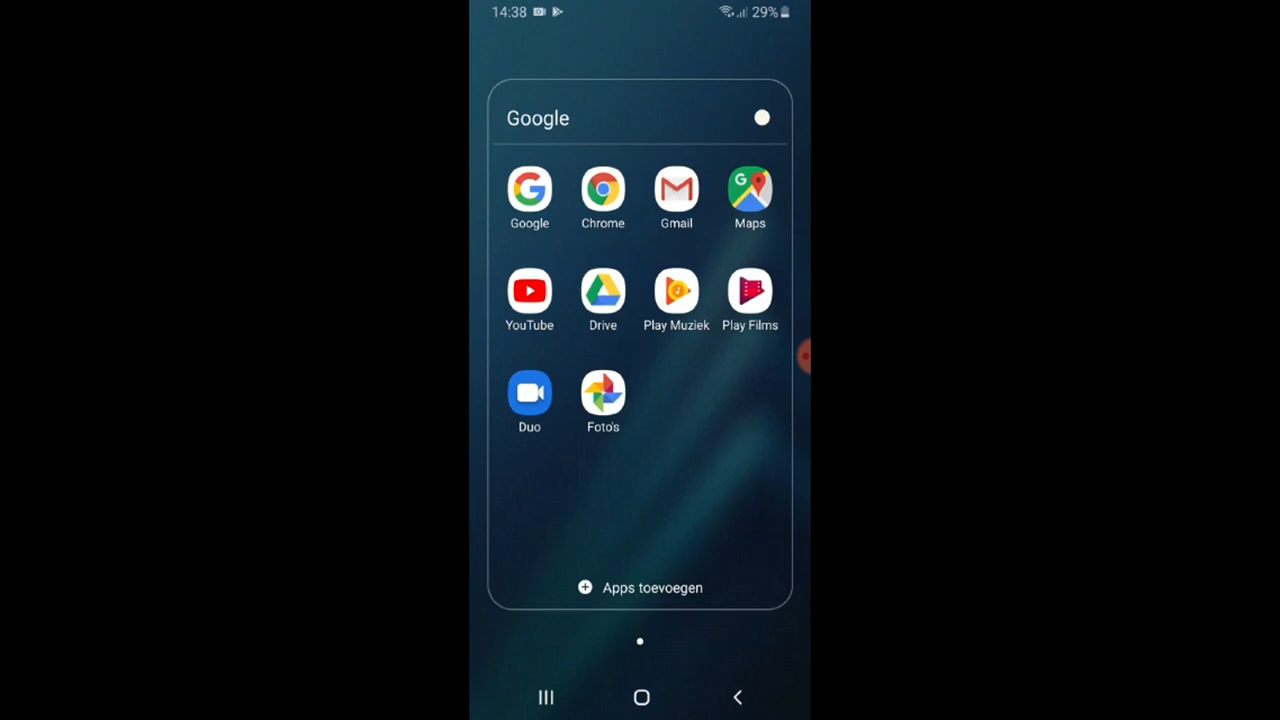 14:38 29%
Google
Google Chrome Gmail Maps
YouTube Drive Play Muziek Play Films
Duo Foto's
Apps toevoegen